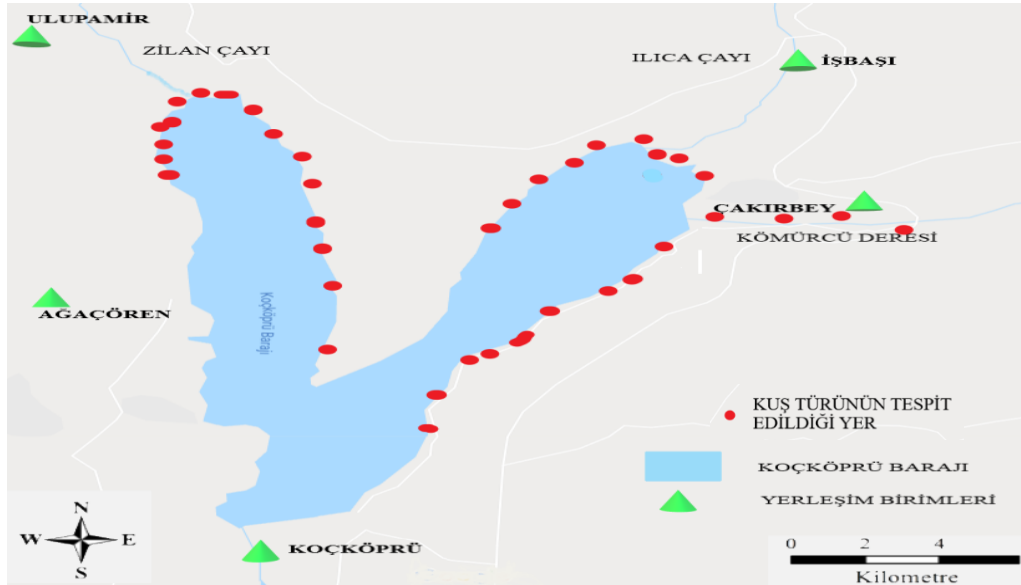 ULUPAMİR
ZİLAN ÇAYI
ILICA ÇAYI
İŞBAŞI
ÇAKIRBEY
KÖMÜRCÜ DERESİ
AĞAÇÖREN
Koçköprü Barajı
KUŞ TÜRÜNÜN TESPİT
EDİLDİĞİ YER
KOÇKÖPRÜ BARAJI
YERLEŞİM BİRİMLERİ
N
W E
S
KOÇKÖPRÜ
0 2 4
Kilometre